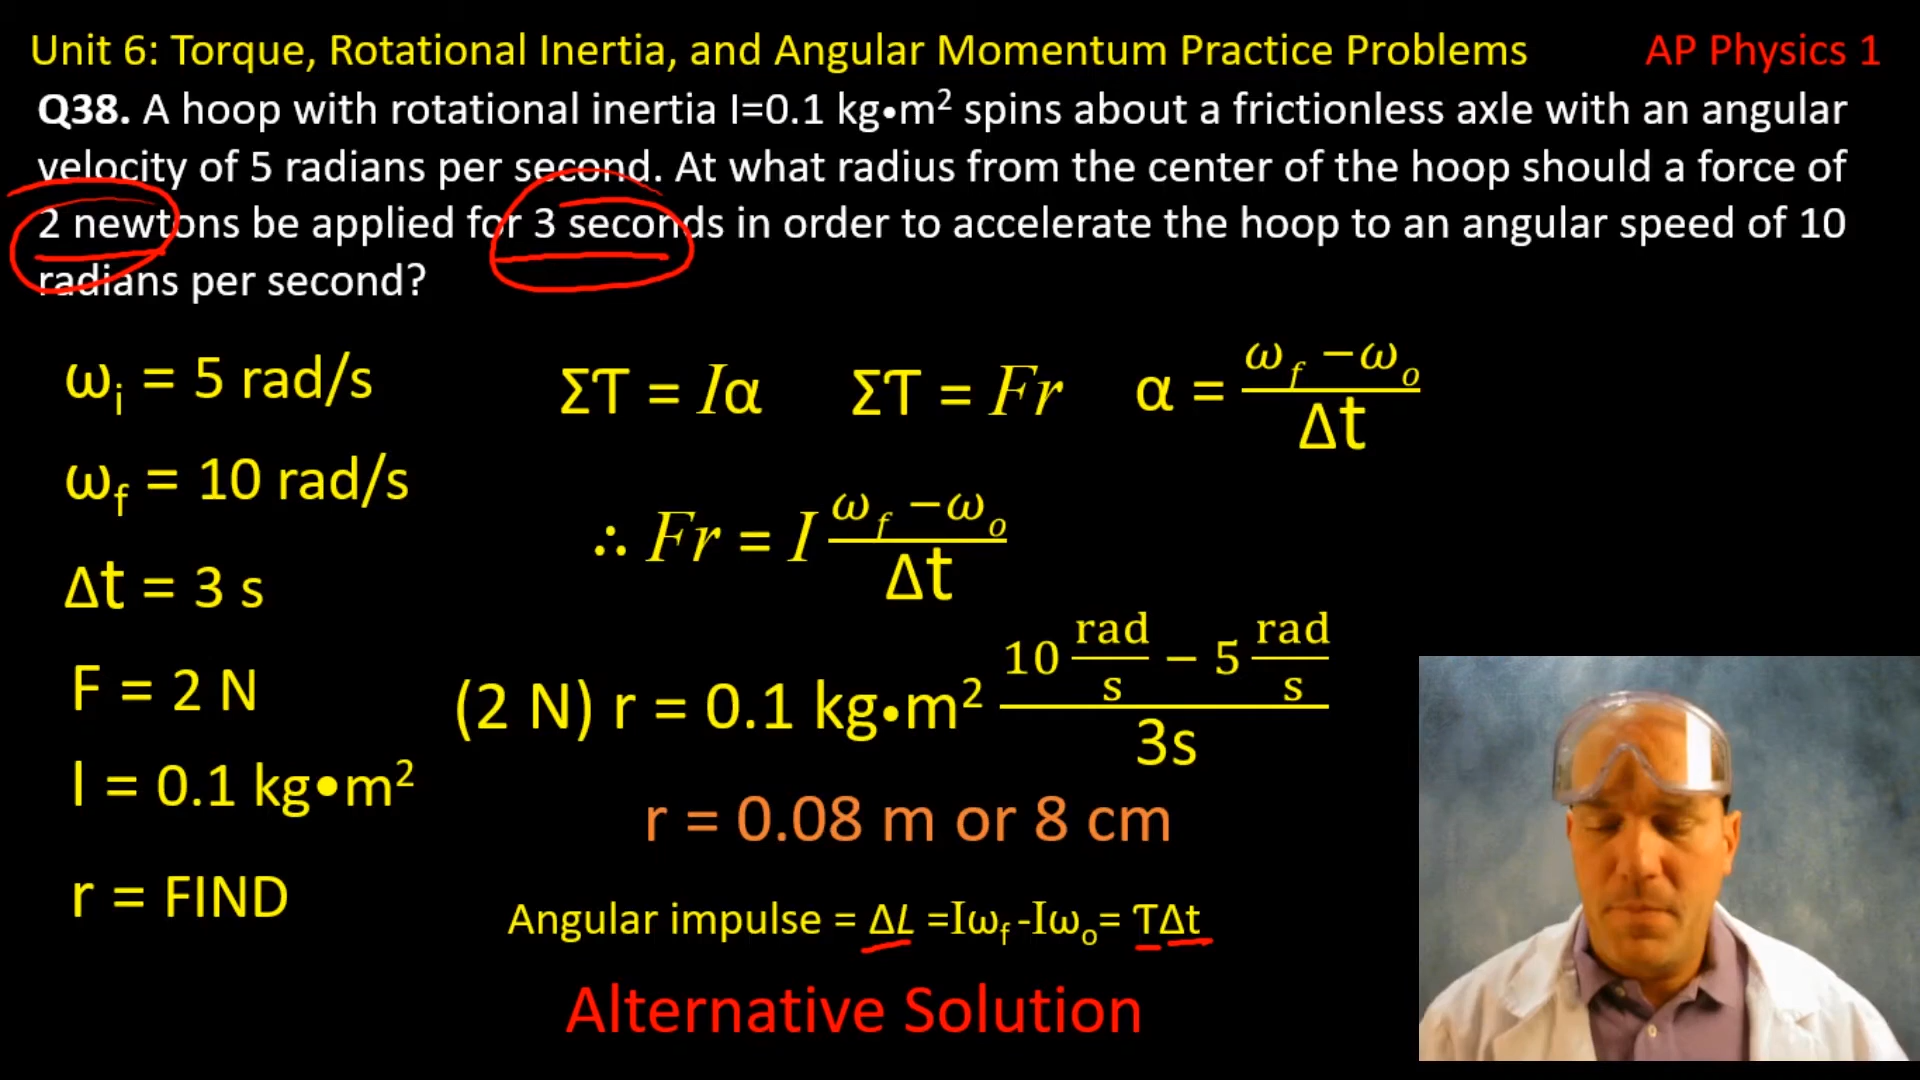 Unit 6: Torque, Rotational Inertia, and Angular Momentum Practice Problems AP Physics 1
Q38. A hoop with rotational inertia I=0.1 kg•m² spins about a frictionless axle with an angular
velocity of 5 radians per second. At what radius from the center of the hoop should a force of
2 newtons be applied for 3 seconds in order to accelerate the hoop to an angular speed of 10
radians per second?
ωi = 5 rad/s
ωf = 10 rad/s
Δt = 3 s
F = 2 N
I = 0.1 kg•m²
r = FIND
Στ = Iα Στ = Fr α = (ωf −ωo)/Δt
∴ Fr = I (ωf −ωo)/Δt
(2 N) r = 0.1 kg•m² (10 rad/s − 5 rad/s)/3s
r = 0.08 m or 8 cm
Angular impulse = ΔL =Iωf -Iωo= τΔt
Alternative Solution